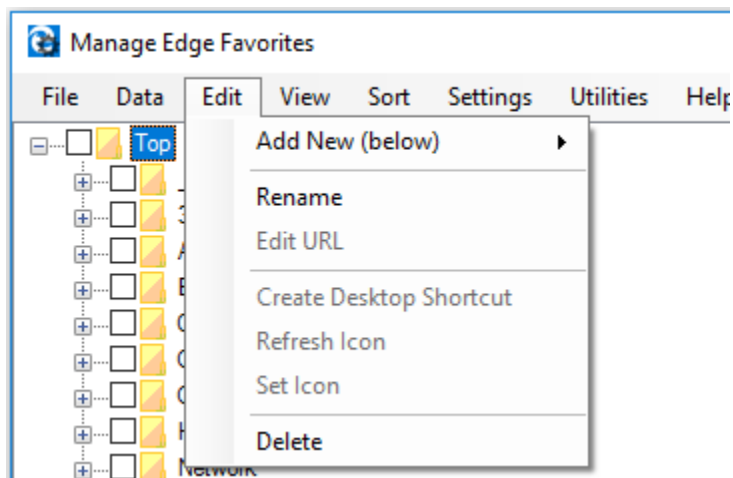 Manage Edge Favorites
File Data Edit View Sort Settings Utilities Help
Top
Add New (below)
Rename
Edit URL
Create Desktop Shortcut
Refresh Icon
Set Icon
Delete
Network